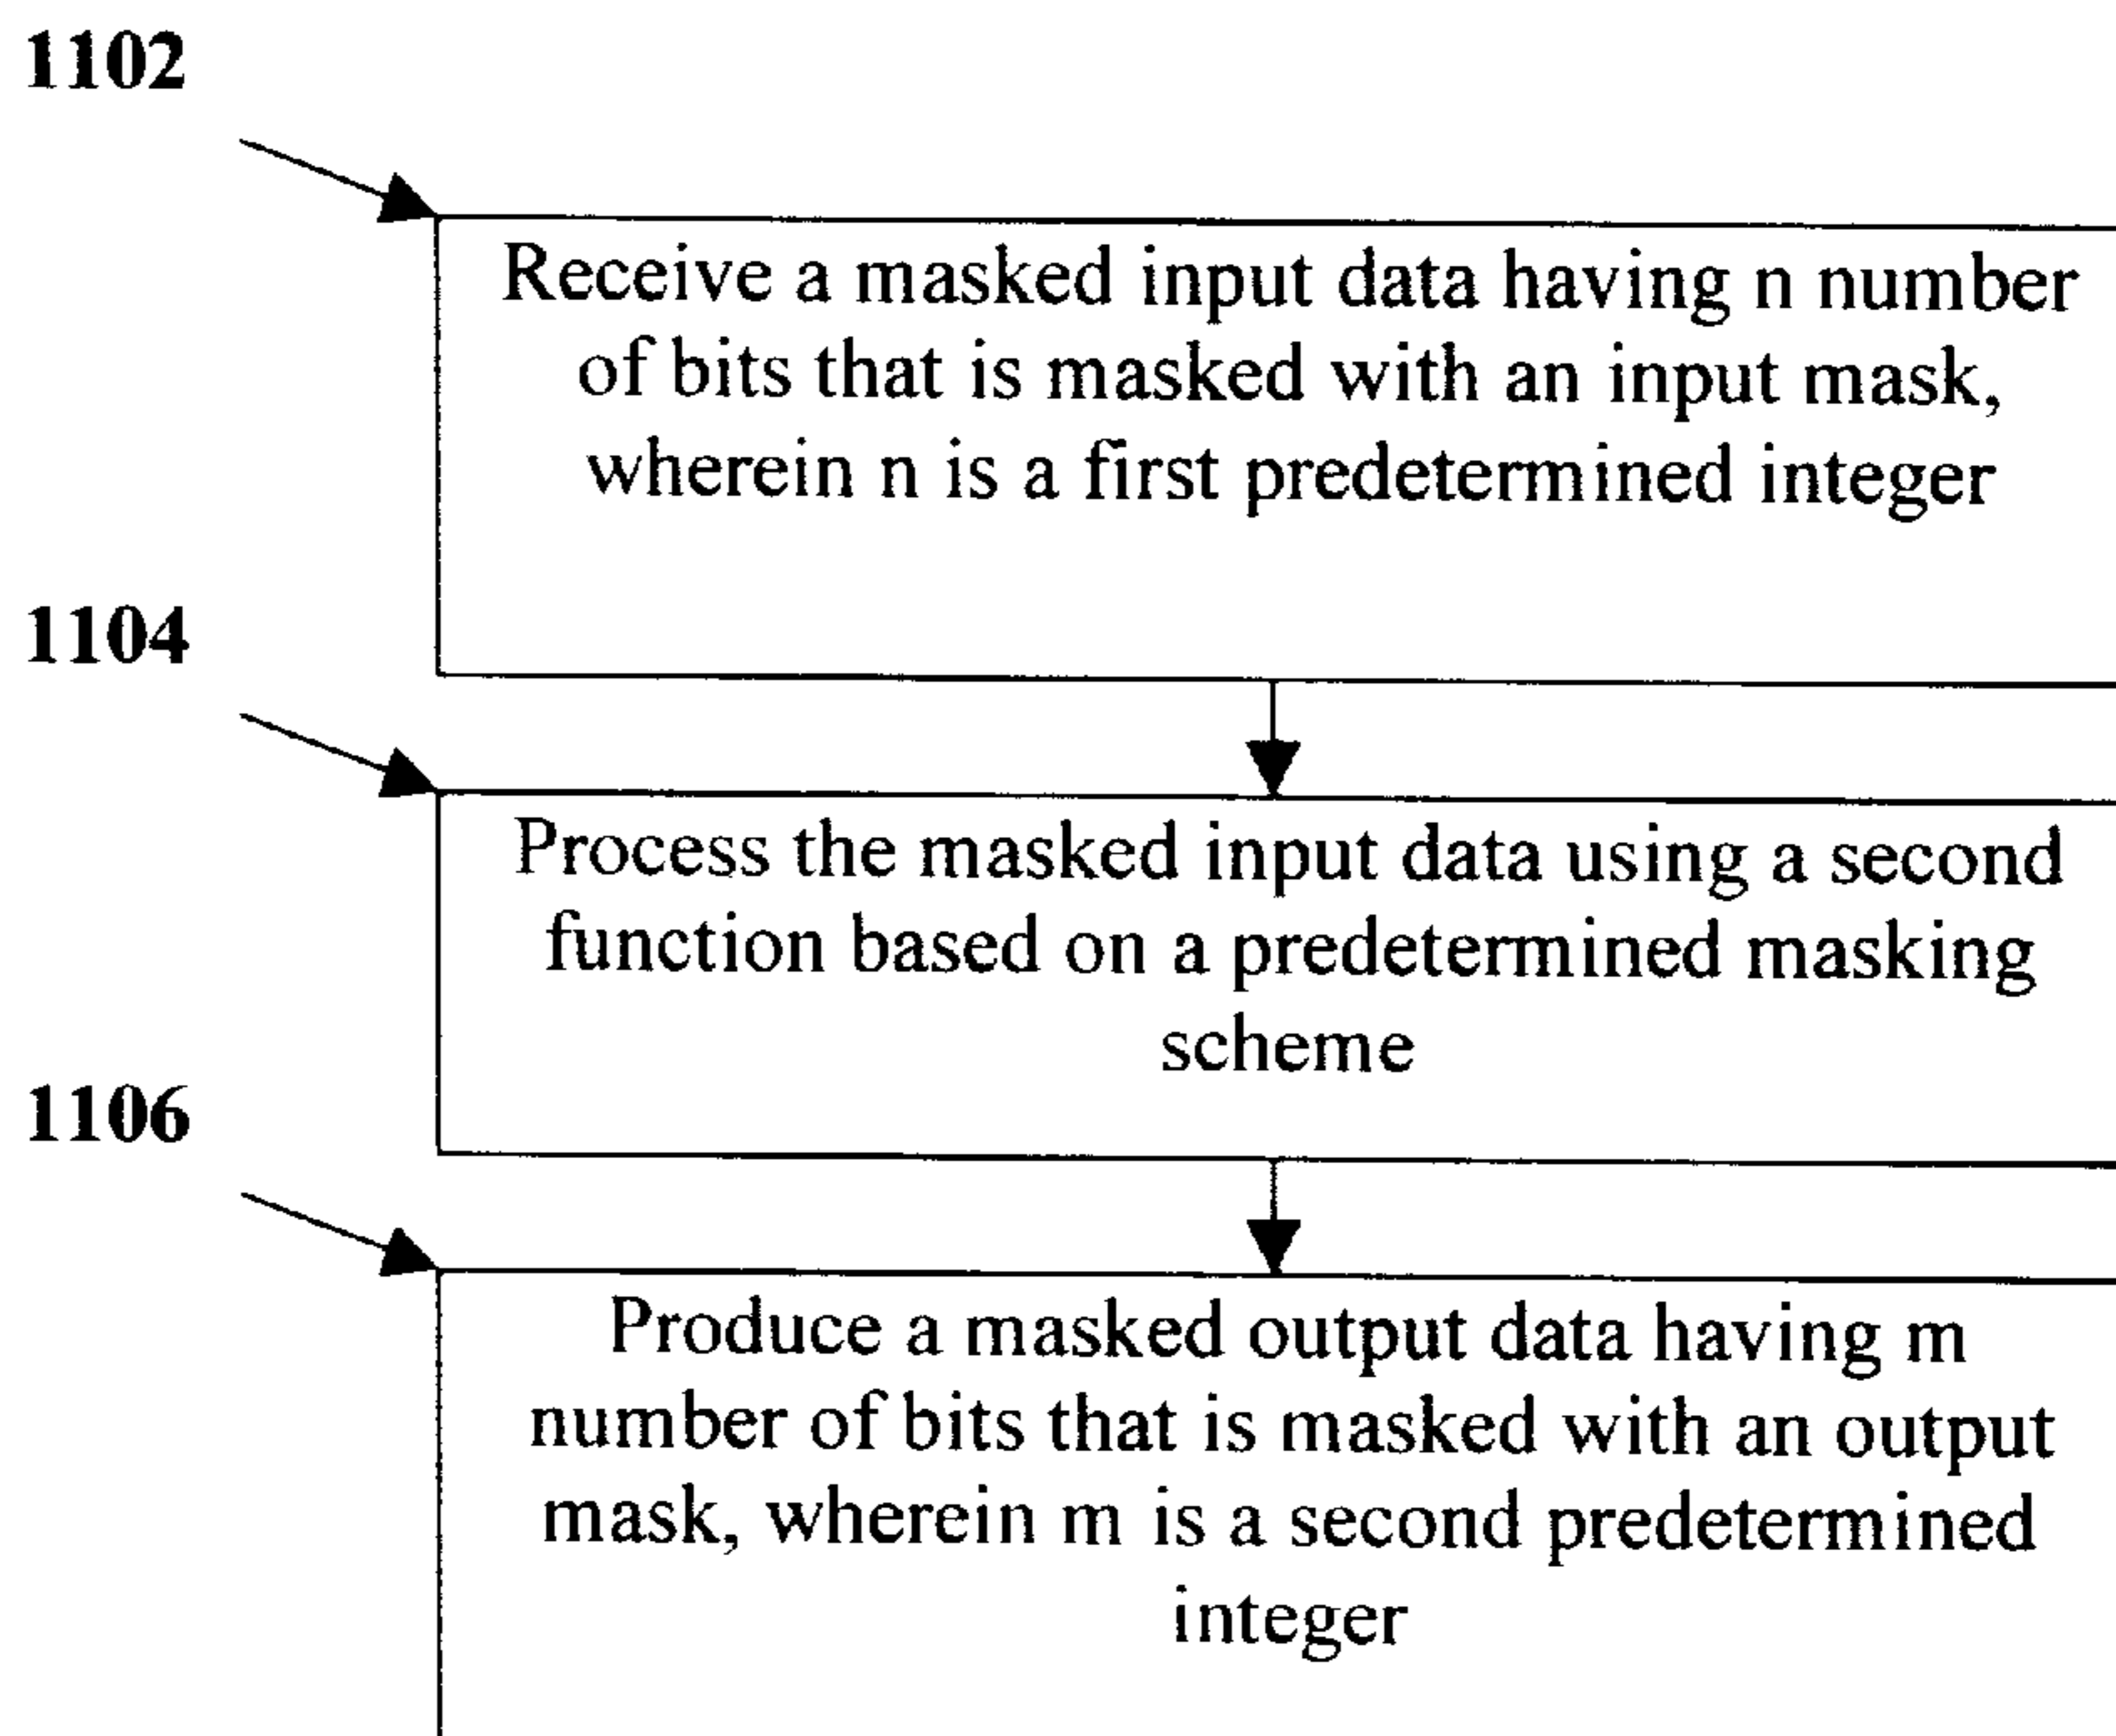 1102
Receive a masked input data having n number
of bits that is masked with an input mask,
wherein n is a first predetermined integer
1104
Process the masked input data using a second
function based on a predetermined masking
scheme
1106
Produce a masked output data having m
number of bits that is masked with an output
mask, wherein m is a second predetermined
integer